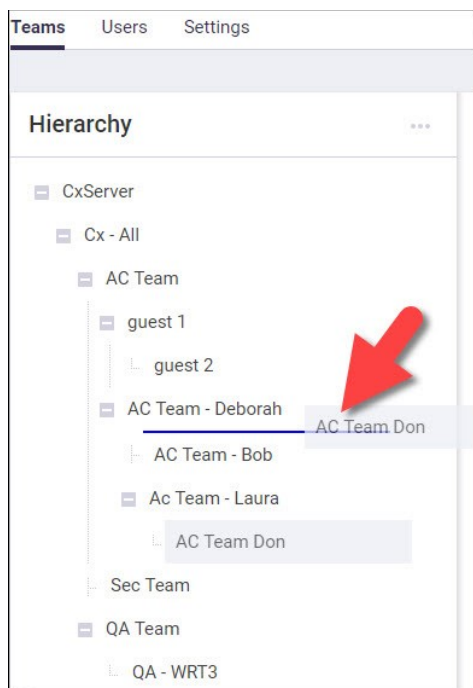 Teams Users Settings
Hierarchy
CxServer
Cx - All
AC Team
guest 1
guest 2
AC Team - Deborah
AC Team Don
AC Team - Bob
Ac Team - Laura
AC Team Don
Sec Team
QA Team
QA - WRT3